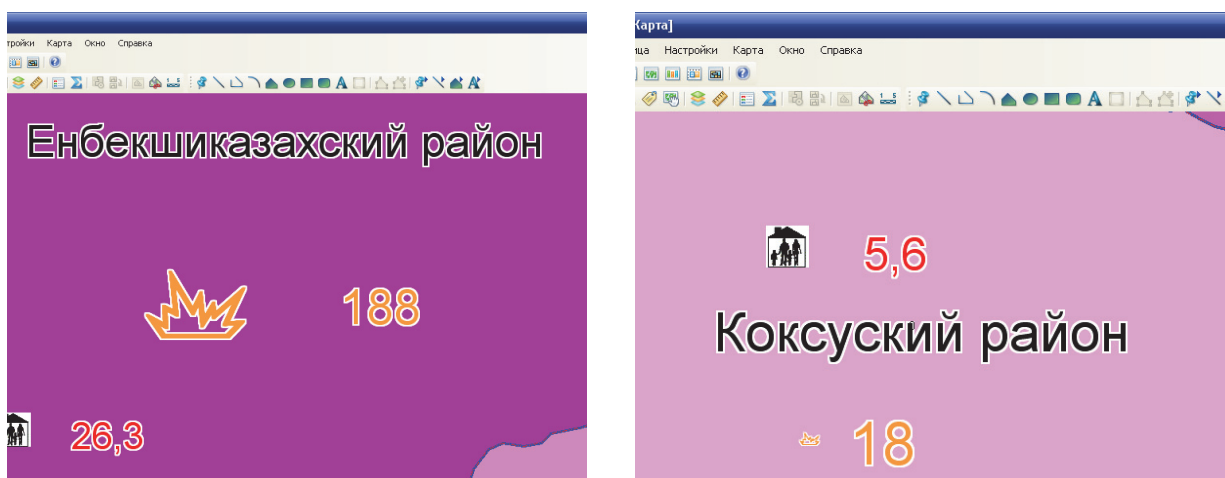 тройки Карта Окно Справка
Енбекшиказахский район
188
26,3
Карта]
ица Настройки Карта Окно Справка
5,6
Коксуский район
18